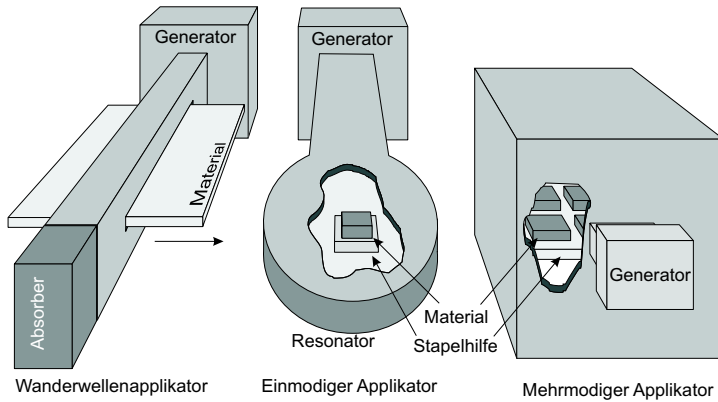 Generator
Generator
Material
Absorber
Generator
Material
Stapelhilfe
Resonator
Wanderwellenapplikator
Einmodiger Applikator
Mehrmodiger Applikator